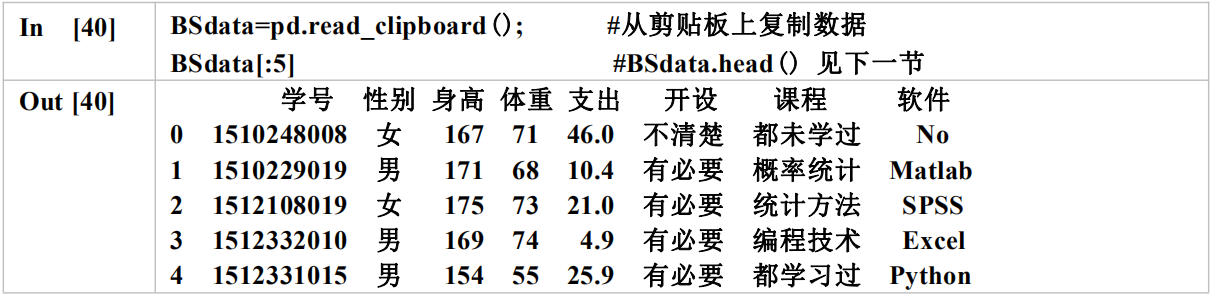 In [40] BSdata=pd.read_clipboard(); #从剪贴板上复制数据
BSdata[:5] #BSdata.head() 见下一节
Out [40] 学号 性别 身高 体重 支出 开设 课程 软件
0 1510248008 女 167 71 46.0 不清楚 都未学过 No
1 1510229019 男 171 68 10.4 有必要 概率统计 Matlab
2 1512108019 女 175 73 21.0 有必要 统计方法 SPSS
3 1512332010 男 169 74 4.9 有必要 编程技术 Excel
4 1512331015 男 154 55 25.9 有必要 都学习过 Python